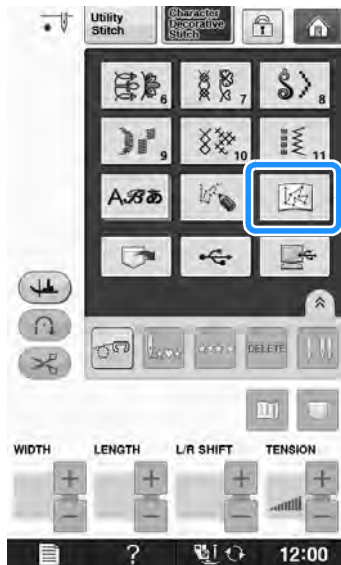 Utility
Stitch
Character
Decorative
Stitch
6
7
8
9
10
11
ABあ
DELETE
WIDTH
LENGTH
L/R SHIFT
TENSION
+
+
+
+
−
−
−
−
?
12:00